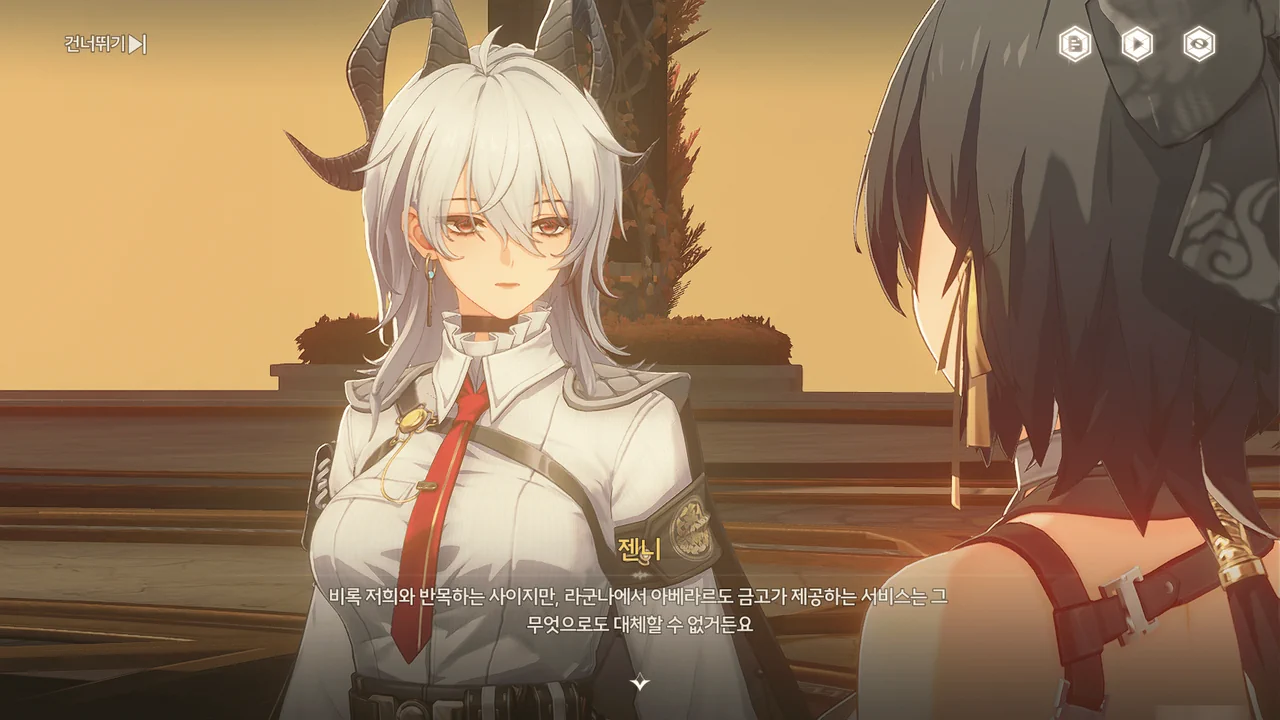 건너뛰기
젠니
비록 저희와 반목하는 사이지만, 라군나에서 아베라르도 금고가 제공하는 서비스는 그
무엇으로도 대체할 수 없거든요